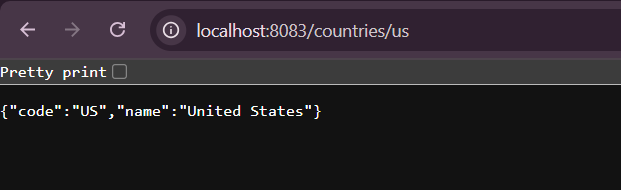 localhost:8083/countries/us
Pretty print
{"code":"US","name":"United States"}